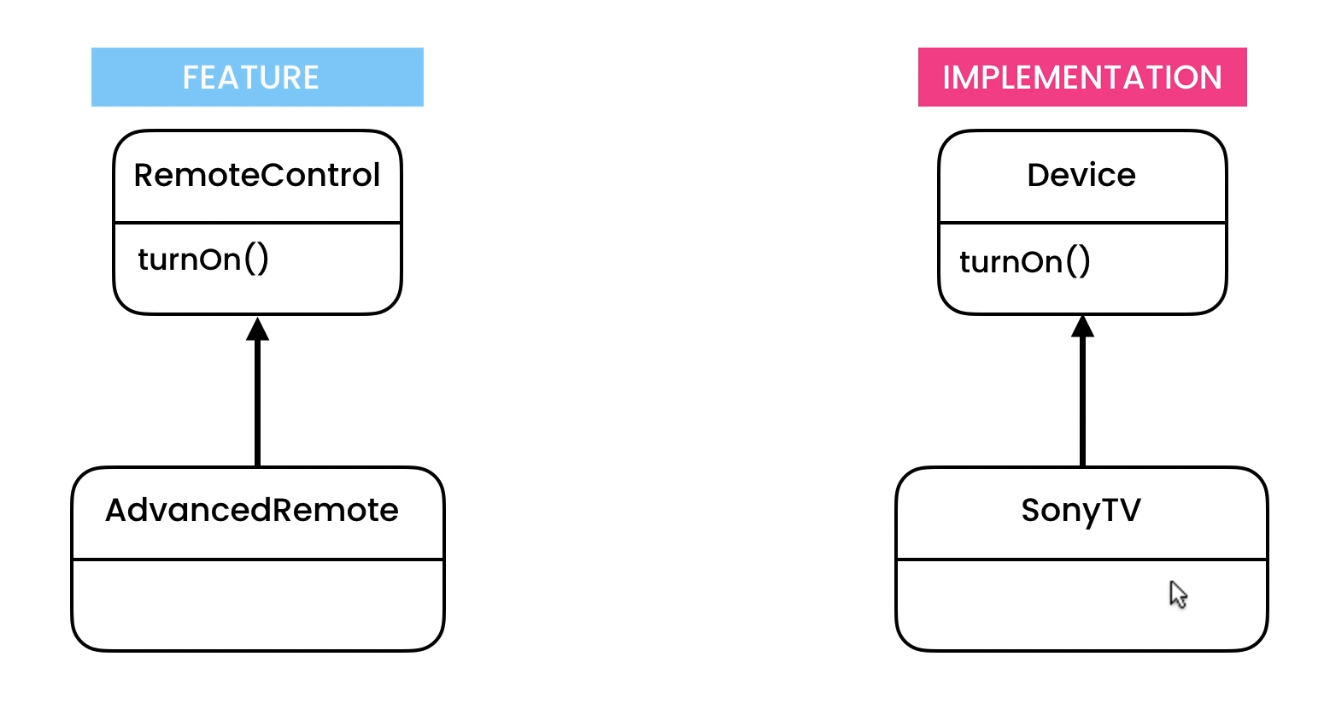 FEATURE
RemoteControl
turnOn()
AdvancedRemote
IMPLEMENTATION
Device
turnOn()
SonyTV